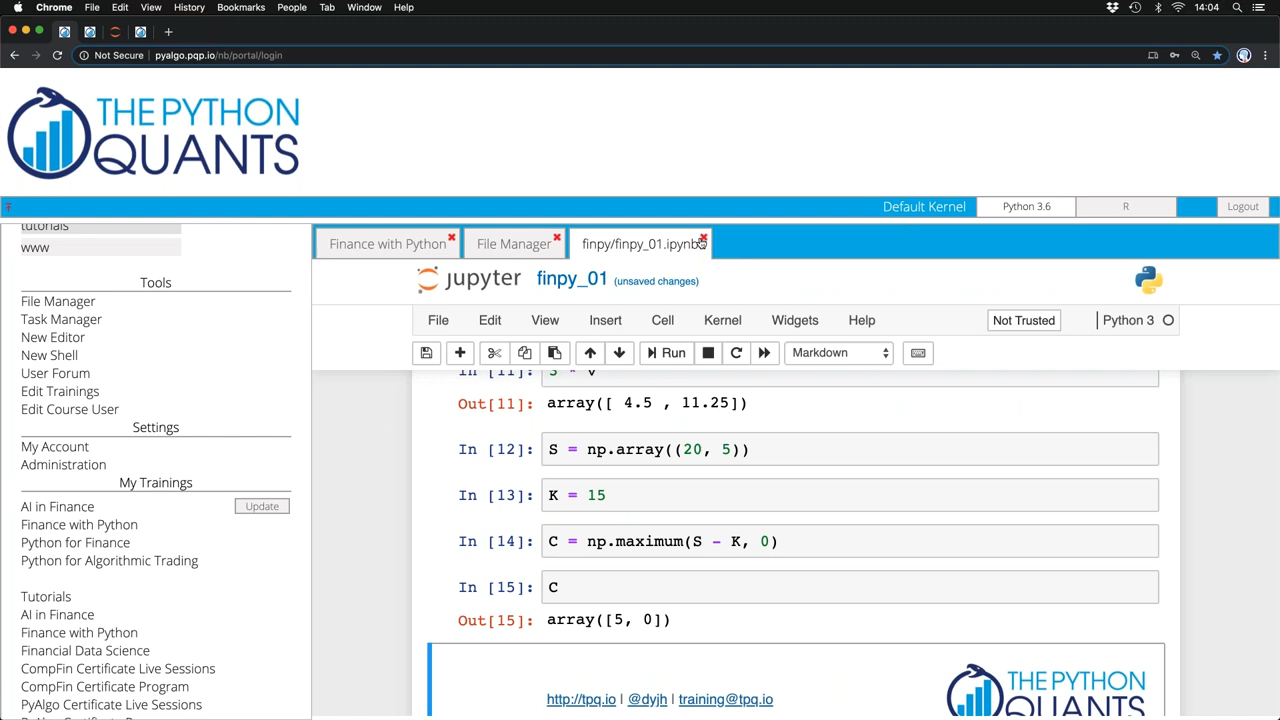 Chrome File Edit View History Bookmarks People Tab Window Help 14:04
Not Secure pyalgo.pqp.io/nb/portal/login
THE PYTHON
QUANTS
Default Kernel Python 3.6 R Logout
tutorials
www
Tools
File Manager
Task Manager
New Editor
New Shell
User Forum
Edit Trainings
Edit Course User
Settings
My Account
Administration
My Trainings
AI in Finance Update
Finance with Python
Python for Finance
Python for Algorithmic Trading
Tutorials
AI in Finance
Finance with Python
Financial Data Science
CompFin Certificate Live Sessions
CompFin Certificate Program
PyAlgo Certificate Live Sessions
Finance with Python File Manager finpy/finpy_01.ipynb
jupyter finpy_01 (unsaved changes)
File Edit View Insert Cell Kernel Widgets Help Not Trusted Python 3
Run Markdown
In [11]: 3 * v
Out[11]: array([ 4.5 , 11.25])
In [12]: S = np.array((20, 5))
In [13]: K = 15
In [14]: C = np.maximum(S - K, 0)
In [15]: C
Out[15]: array([5, 0])
THE PYTHON
QUANTS
http://tpq.io | @dyjh | training@tpq.io